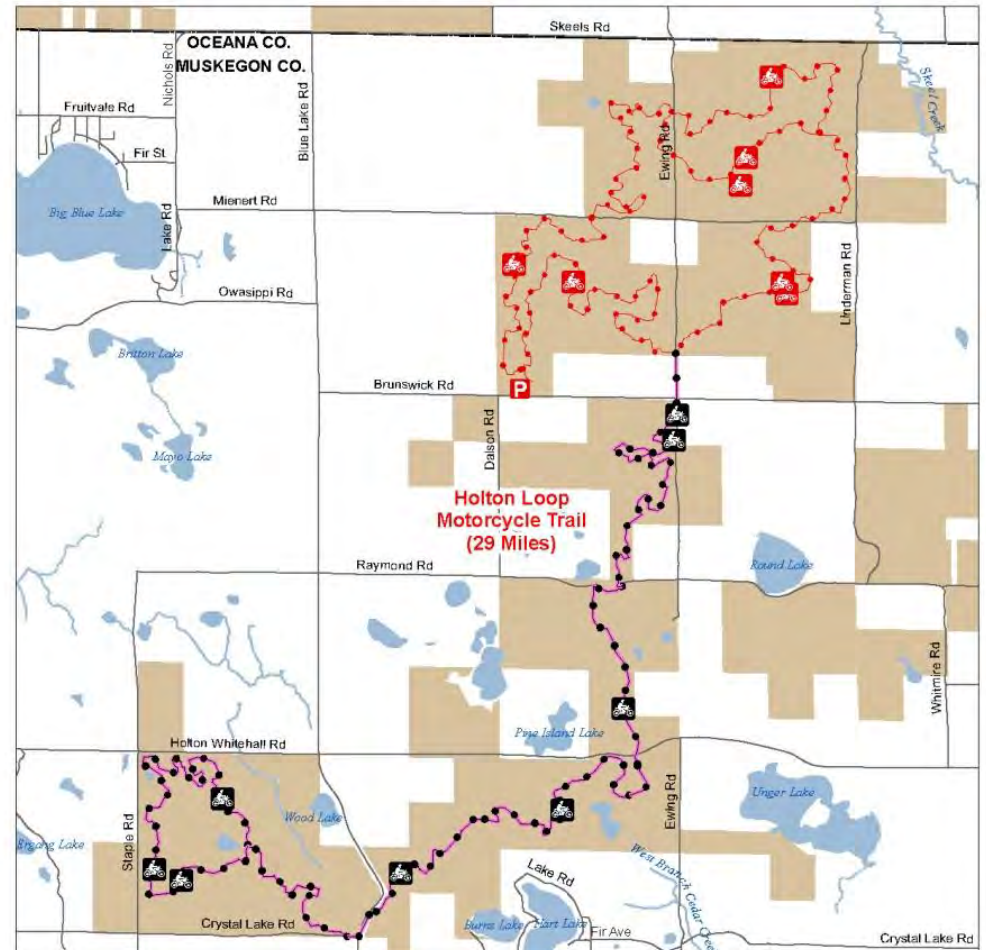 Skeels Rd
OCEANA CO.
MUSKEGON CO.
Nichols Rd
Blue Lake Rd
Fruitvale Rd
Fir St
Skeel Creek
Ewing Rd
Mienert Rd
Big Blue Lake
Lake Rd
Owasippi Rd
Linderman Rd
Britton Lake
Brunswick Rd
P
Dalson Rd
Mayo Lake
Holton Loop
Motorcycle Trail
(29 Miles)
Raymond Rd
Round Lake
Whitmire Rd
Pine Island Lake
Holton Whitehall Rd
Ewing Rd
Unger Lake
Wood Lake
Staple Rd
Brgang Lake
West Branch Cedar Creek
Lake Rd
Crystal Lake Rd
Burns Lake
Hart Lake
Fir Ave
Crystal Lake Rd